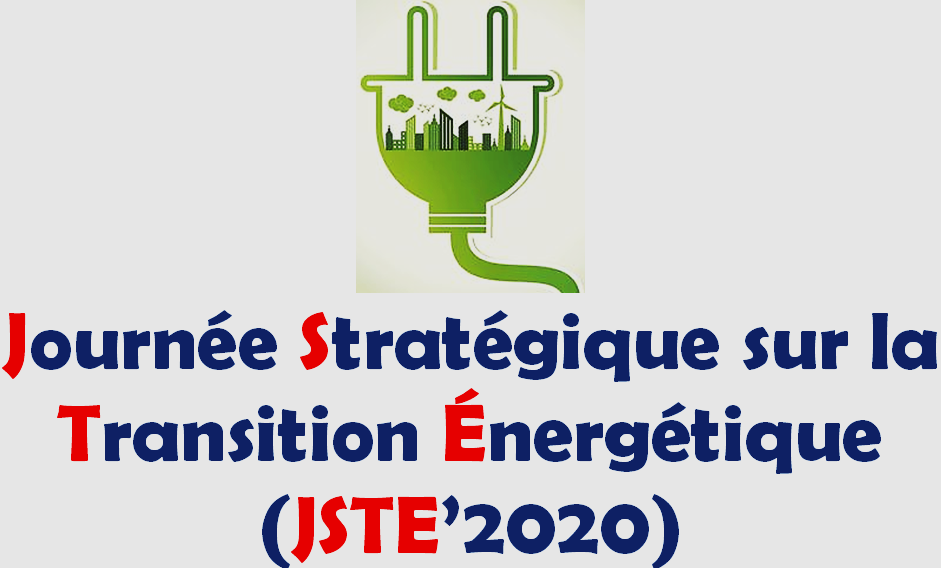 Journée Stratégique sur la
Transition Énergétique
(JSTE’2020)